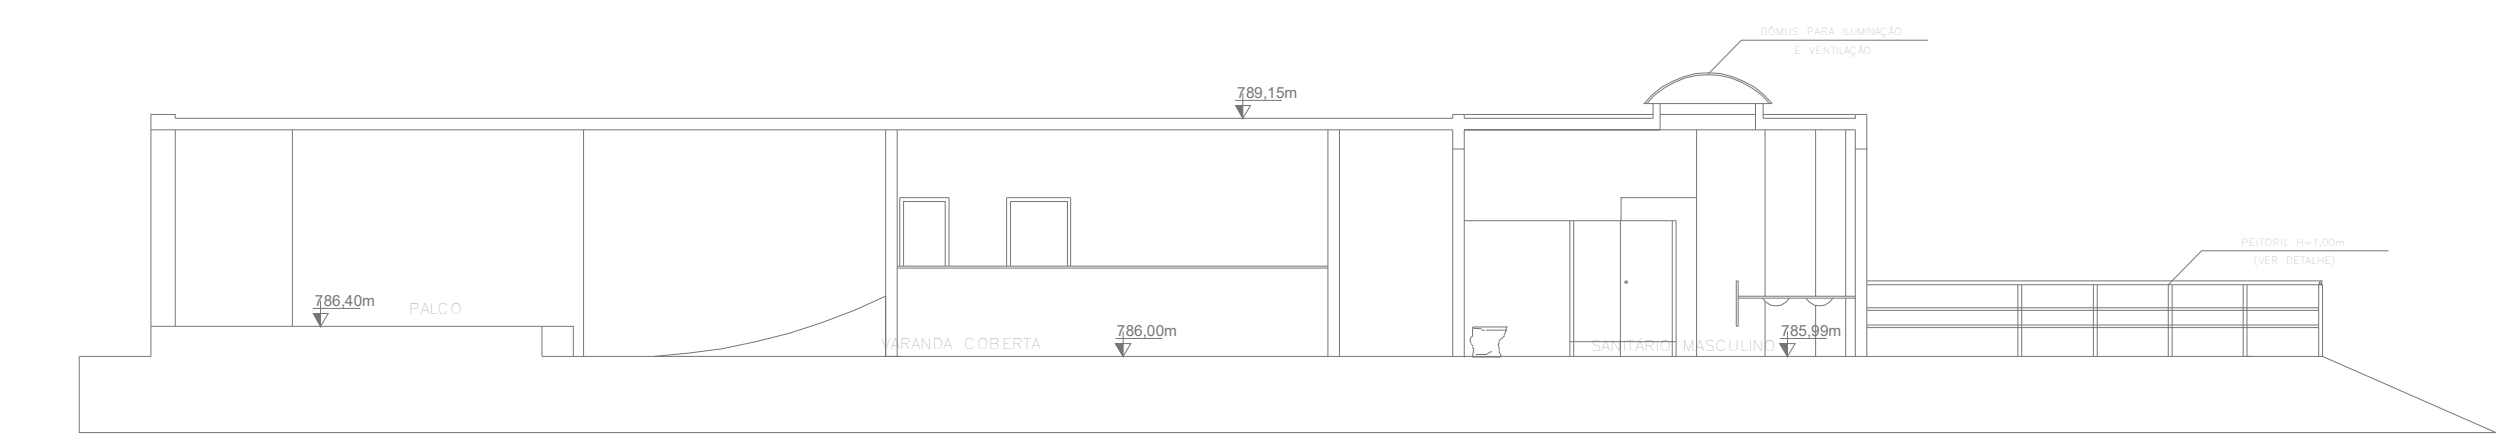 DÔMUS PARA ILUMINAÇÃO
E VENTILAÇÃO
789,15m
PEITORIL H=1,00m
(VER DETALHE)
786,40m
PALCO
786,00m
785,99m
VARANDA COBERTA
SANITÁRIO MASCULINO